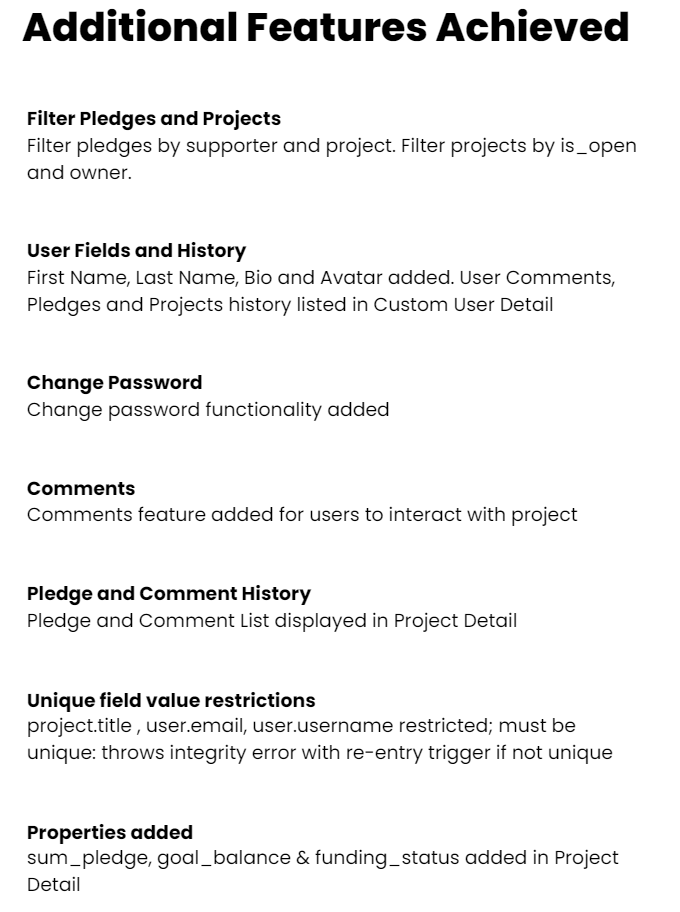 Additional Features Achieved
Filter Pledges and Projects
Filter pledges by supporter and project. Filter projects by is_open
and owner.
User Fields and History
First Name, Last Name, Bio and Avatar added. User Comments,
Pledges and Projects history listed in Custom User Detail
Change Password
Change password functionality added
Comments
Comments feature added for users to interact with project
Pledge and Comment History
Pledge and Comment List displayed in Project Detail
Unique field value restrictions
project.title , user.email, user.username restricted; must be
unique: throws integrity error with re-entry trigger if not unique
Properties added
sum_pledge, goal_balance & funding_status added in Project
Detail